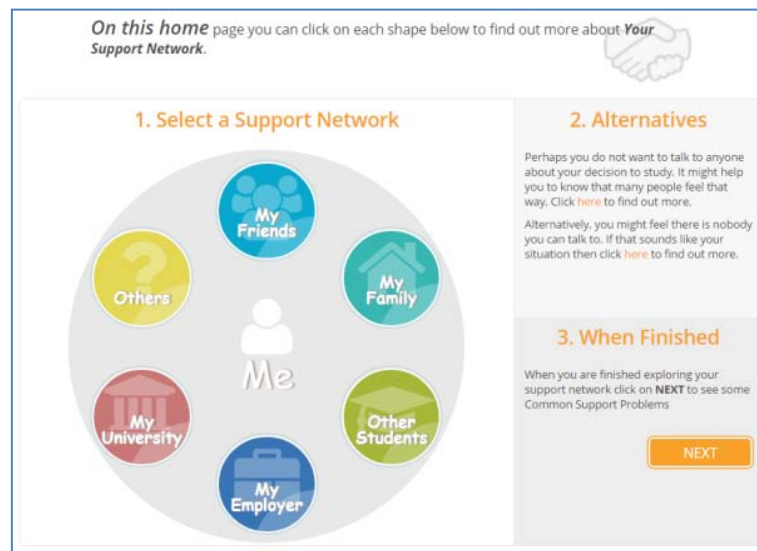 On this home page you can click on each shape below to find out more about Your
Support Network.
1. Select a Support Network
My
Friends
My
Family
Other
Students
My
Employer
My
University
Others
Me
2. Alternatives
Perhaps you do not want to talk to anyone
about your decision to study. It might help
you to know that many people feel that
way. Click here to find out more.
Alternatively, you might feel there is nobody
you can talk to. If that sounds like your
situation then click here to find out more.
3. When Finished
When you are finished exploring your
support network click on NEXT to see some
Common Support Problems
NEXT